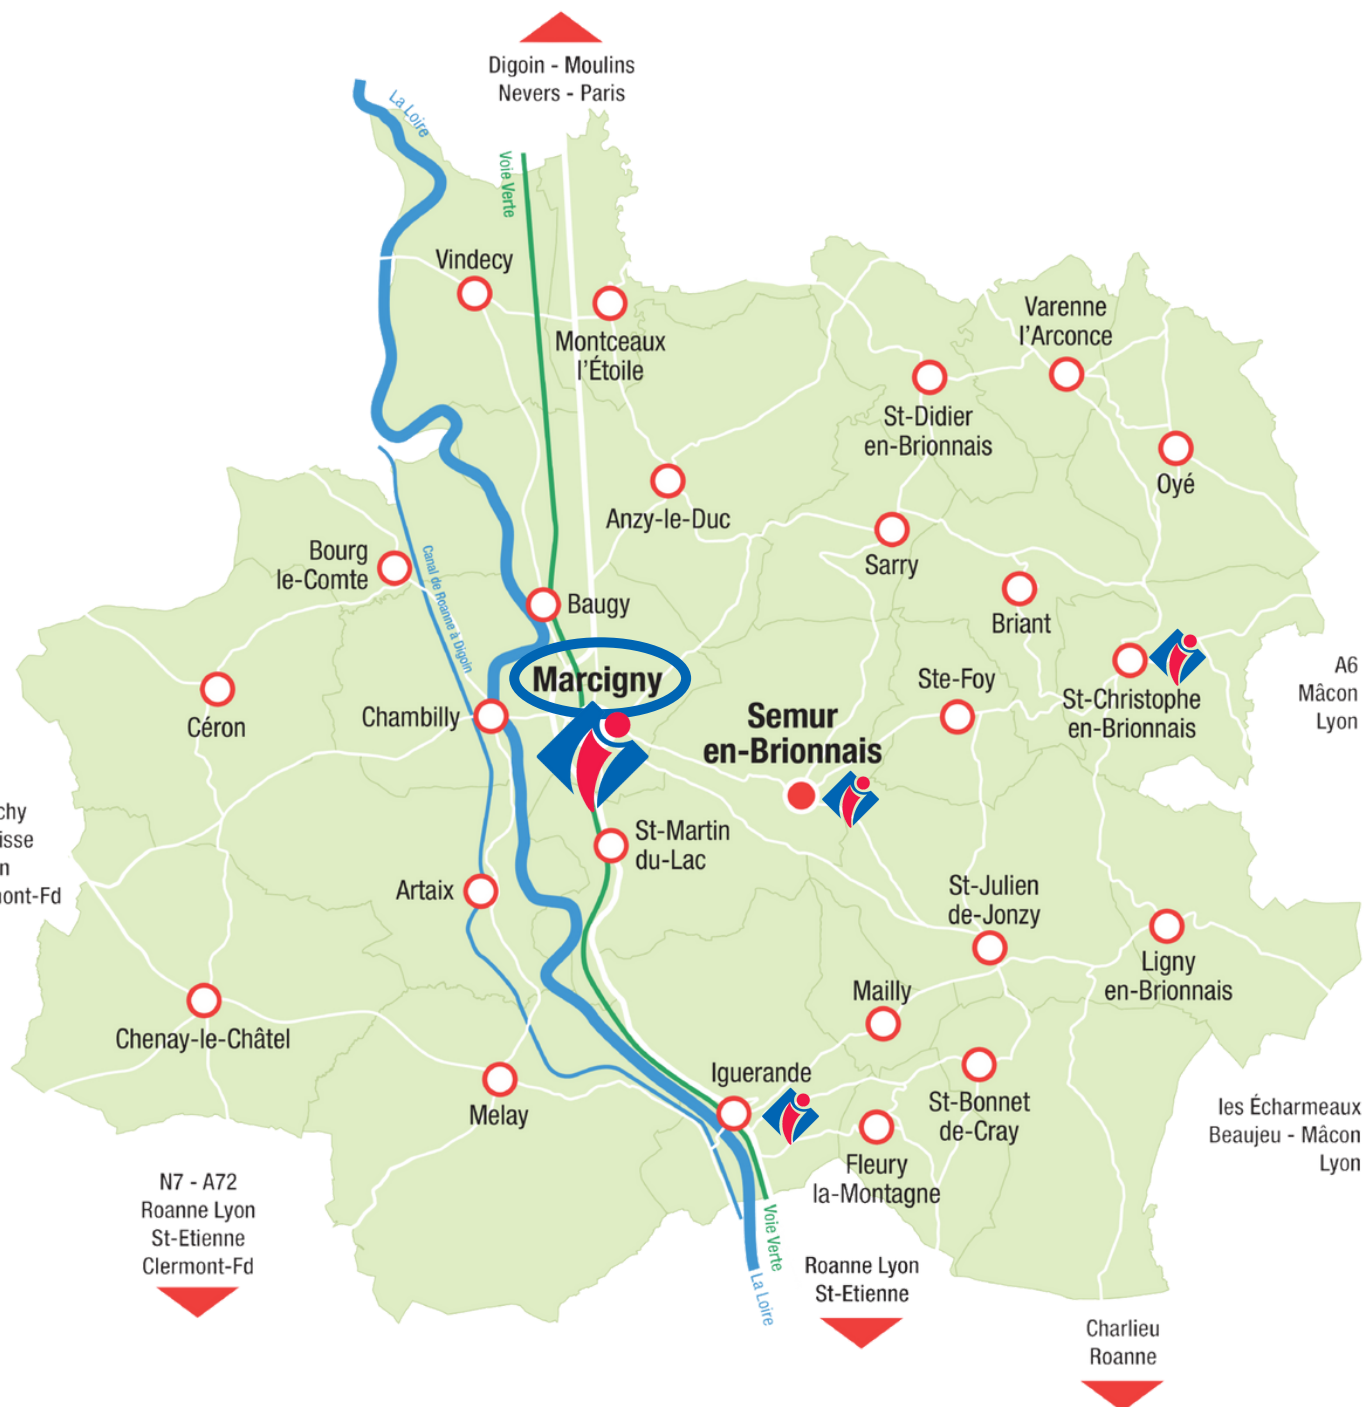 Digoin - Moulins
Nevers - Paris
La Loire
Voie Verte
Vindecy
Montceaux
l'Étoile
Varenne
l'Arconce
St-Didier
en-Brionnais
Oyé
Anzy-le-Duc
Sarry
Bourg
le-Comte
Canal de Roanne à Digoin
Baugy
Briant
Marcigny
Céron
Chambilly
Ste-Foy
St-Christophe
en-Brionnais
A6
Mâcon
Lyon
Semur
en-Brionnais
St-Martin
du-Lac
Artaix
St-Julien
de-Jonzy
Ligny
en-Brionnais
Mailly
Chenay-le-Châtel
Melay
Iguerande
St-Bonnet
de-Cray
Fleury
la-Montagne
les Écharmeaux
Beaujeu - Mâcon
Lyon
N7 - A72
Roanne Lyon
St-Etienne
Clermont-Fd
Voie Verte
La Loire
Roanne Lyon
St-Etienne
Charlieu
Roanne